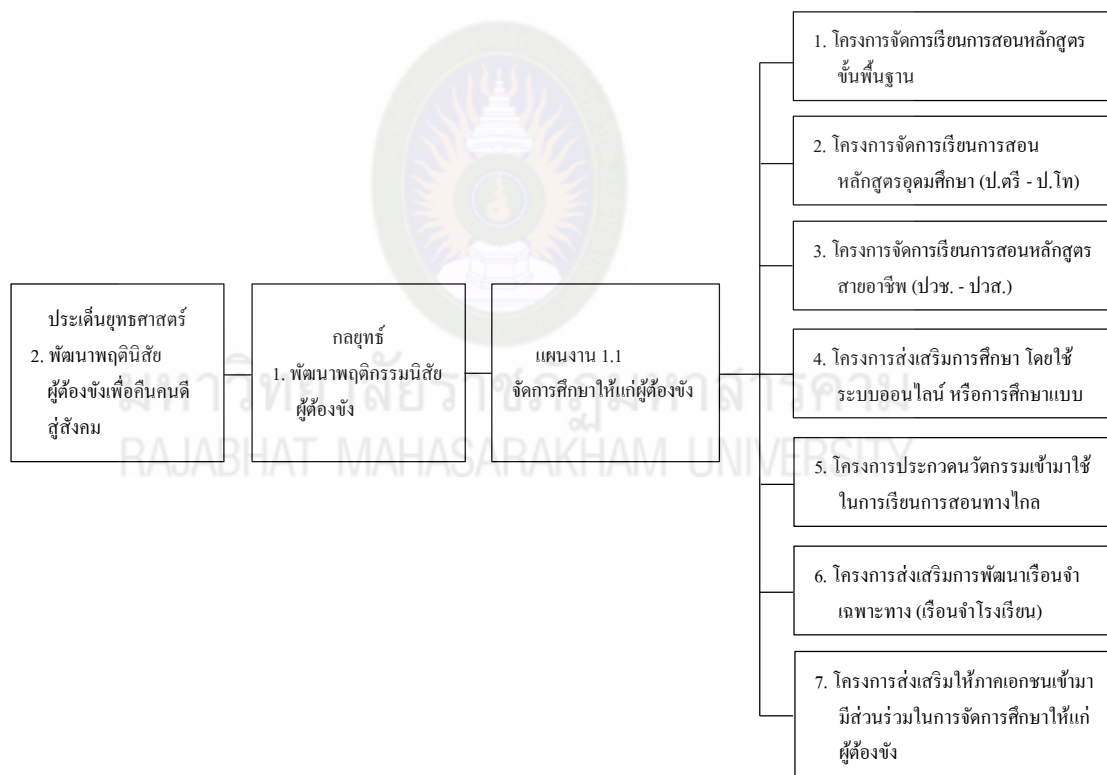 ประเด็นยุทธศาสตร์
2. พัฒนาพฤตินิสัย
ผู้ต้องขังเพื่อคืนคนดี
สู่สังคม
กลยุทธ์
1. พัฒนาพฤติกรรมนิสัย
ผู้ต้องขัง
แผนงาน 1.1
จัดการศึกษาให้แก่ผู้ต้องขัง
1. โครงการจัดการเรียนการสอนหลักสูตร
ขั้นพื้นฐาน
2. โครงการจัดการเรียนการสอน
หลักสูตรอุดมศึกษา (ป.ตรี - ป.โท)
3. โครงการจัดการเรียนการสอนหลักสูตร
สายอาชีพ (ปวช. - ปวส.)
4. โครงการส่งเสริมการศึกษา โดยใช้
ระบบออนไลน์ หรือการศึกษาแบบ
5. โครงการประกวดนวัตกรรมเข้ามาใช้
ในการเรียนการสอนทางไกล
6. โครงการส่งเสริมการพัฒนาเรือนจำ
เฉพาะทาง (เรือนจำโรงเรียน)
7. โครงการส่งเสริมให้ภาคเอกชนเข้ามา
มีส่วนร่วมในการจัดการศึกษาให้แก่
ผู้ต้องขัง
มหาวิทยาลัยราชภัฏมหาสารคาม
RAJABHAT MAHASARAKHAM UNIVERSITY